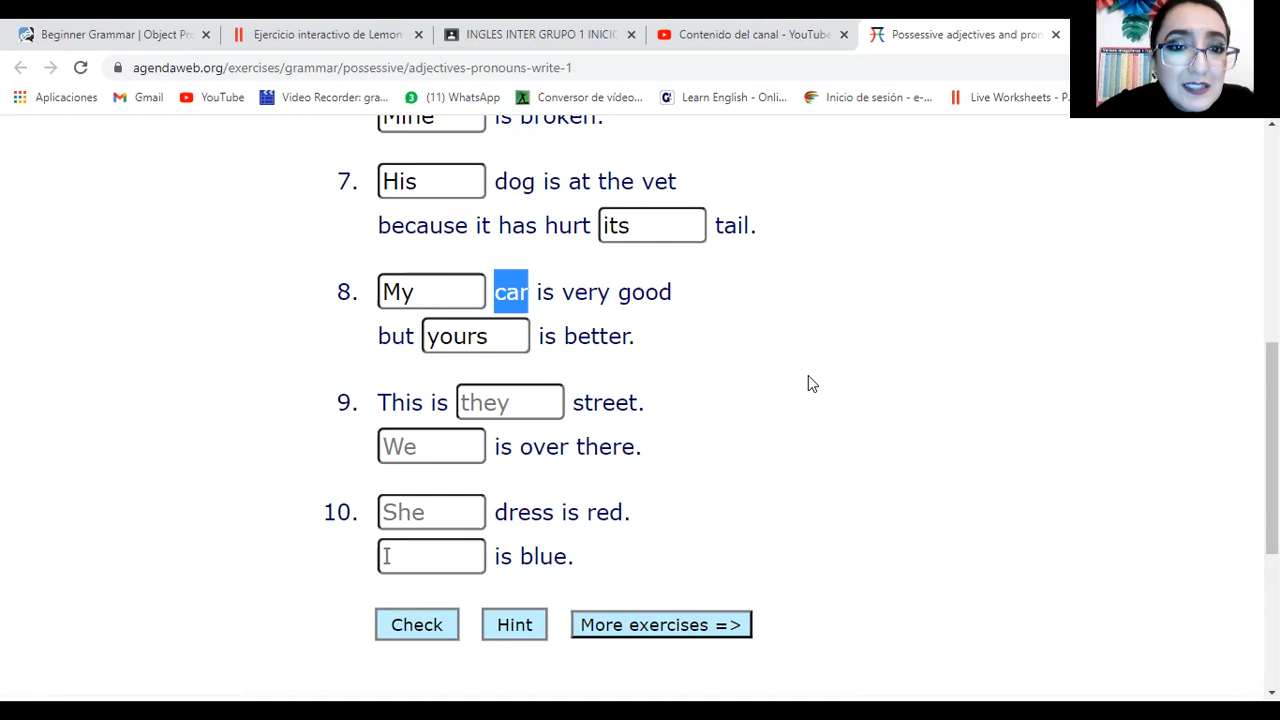 Beginner Grammar | Object Pr
Ejercicio interactivo de Lemon
INGLES INTER GRUPO 1 INICIC
Contenido del canal - YouTube
Possessive adjectives and pron
agendaweb.org/exercises/grammar/possessive/adjectives-pronouns-write-1
Aplicaciones
Gmail
YouTube
Video Recorder: gra...
(11) WhatsApp
Conversor de vídeo...
Learn English - Onli...
Inicio de sesión - e-...
Live Worksheets - P
Mine is broken.
7. His dog is at the vet
because it has hurt its tail.
8. My car is very good
but yours is better.
9. This is they street.
We is over there.
10. She dress is red.
I is blue.
Check Hint More exercises =>